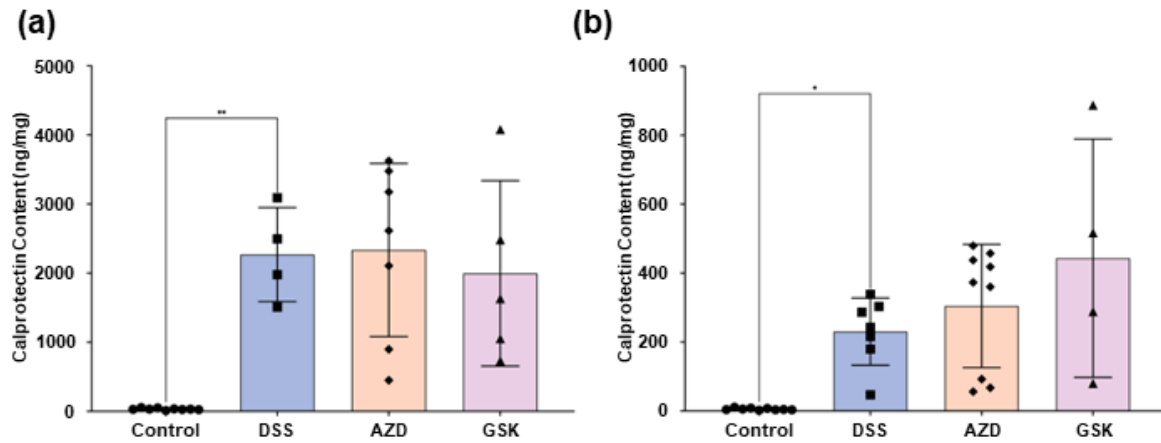 (a)
Calprotectin Content (ng/mg)
5000
4000
3000
2000
1000
0
**
Control DSS AZD GSK
(b)
Calprotectin Content (ng/mg)
1000
800
600
400
200
0
*
Control DSS AZD GSK